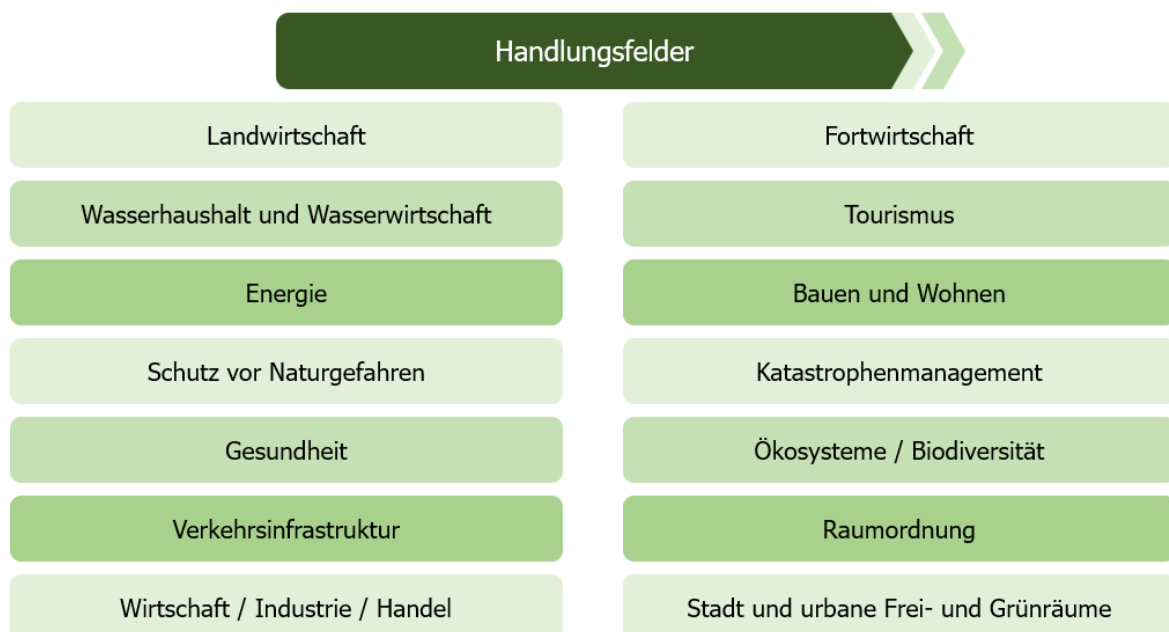 Handlungsfelder
Landwirtschaft
Fortwirtschaft
Wasserhaushalt und Wasserwirtschaft
Tourismus
Energie
Bauen und Wohnen
Schutz vor Naturgefahren
Katastrophenmanagement
Gesundheit
Ökosysteme / Biodiversität
Verkehrsinfrastruktur
Raumordnung
Wirtschaft / Industrie / Handel
Stadt und urbane Frei- und Grünräume